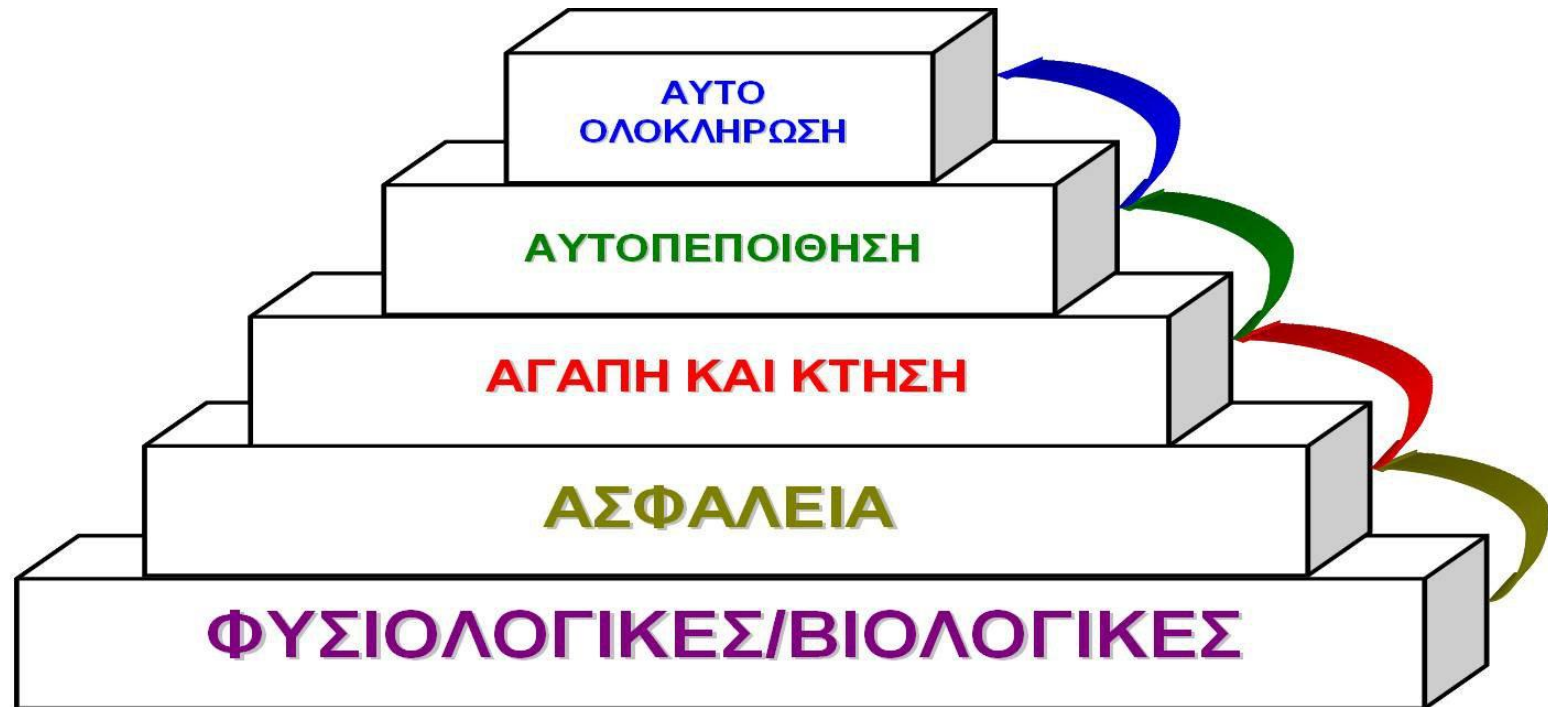 ΑΥΤΟ
ΟΛΟΚΛΗΡΩΣΗ
ΑΥΤΟΠΕΠΟΙΘΗΣΗ
ΑΓΑΠΗ ΚΑΙ ΚΤΗΣΗ
ΑΣΦΑΛΕΙΑ
ΦΥΣΙΟΛΟΓΙΚΕΣ/ΒΙΟΛΟΓΙΚΕΣ